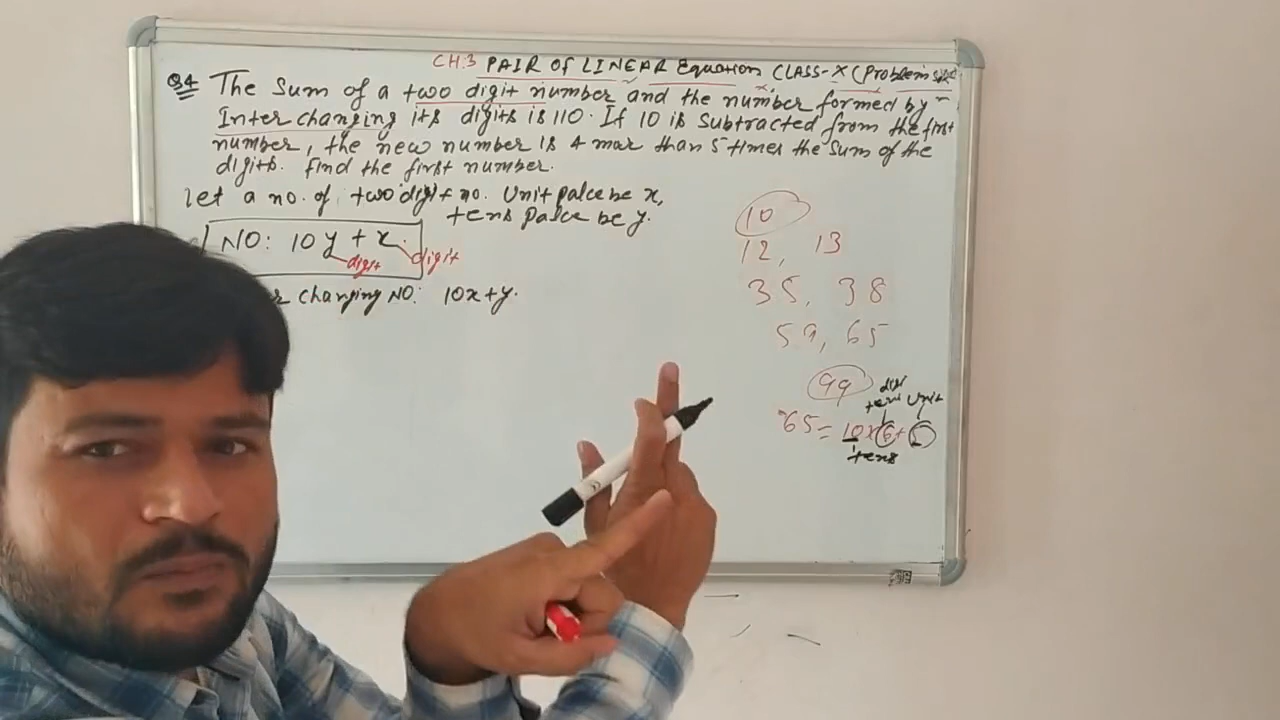 CH:3 PAIR OF LINEAR Equation CLASS-X (Problem
Q4 The Sum of a two digit number and the number formed by
Inter changing its digits is 110. If 10 is subtracted from the first
number, the new number is 4 mar than 5 times the sum of the
digits. find the first number.
let a no. of two digit no. Unit palce be x,
tens palce be y.
NO: 10y + x
digit digit
changing NO: 10x+y.
10
12, 13
35, 38
59, 65
99
tens Unit
65 = 10x6+5
tens